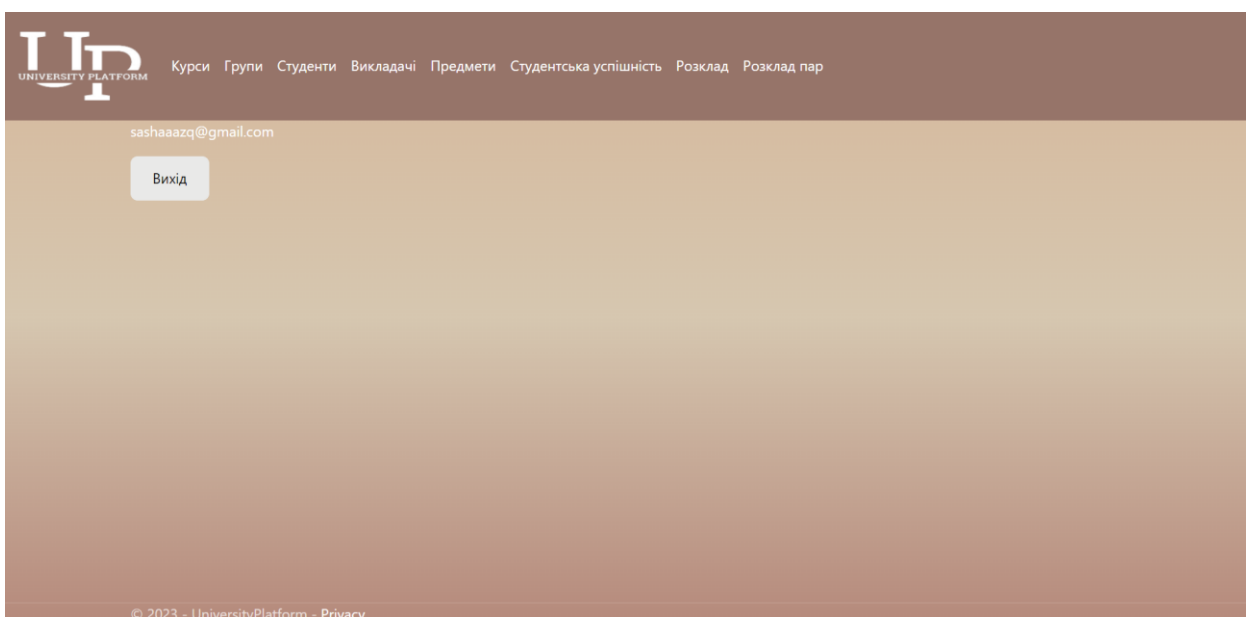 UP
UNIVERSITY PLATFORM
Курси Групи Студенти Викладачі Предмети Студентська успішність Розклад Розклад пар
sashaaazq@gmail.com
Вихід
© 2023 - UniversityPlatform - Privacy